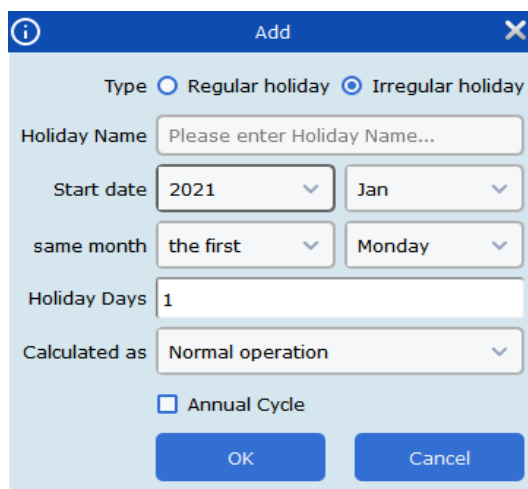 Add
Type Regular holiday Irregular holiday
Holiday Name Please enter Holiday Name...
Start date 2021 Jan
same month the first Monday
Holiday Days 1
Calculated as Normal operation
Annual Cycle
OK Cancel